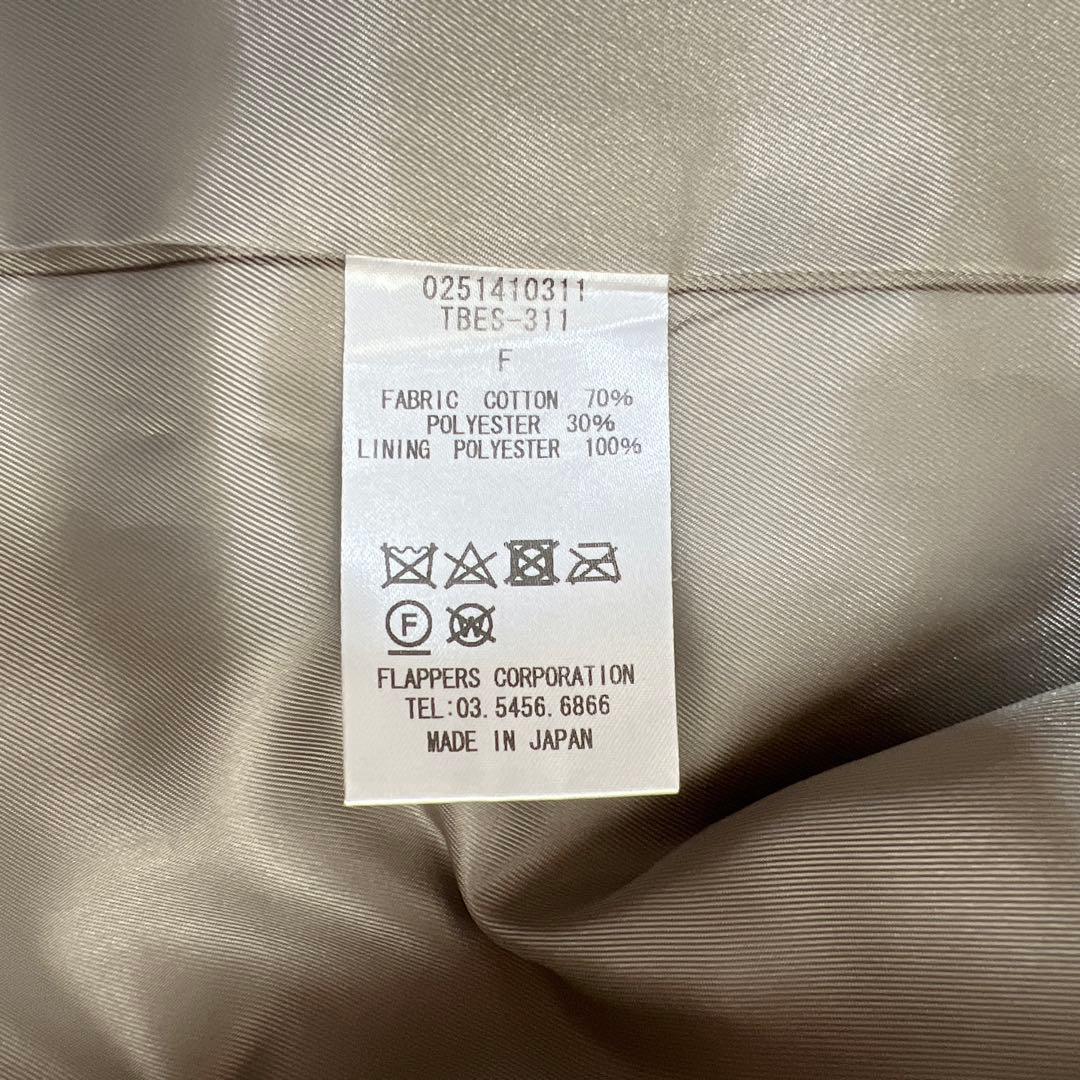 0251410311
TBES-311
F
FABRIC COTTON 70%
POLYESTER 30%
LINING POLYESTER 100%
F W
FLAPPERS CORPORATION
TEL:03. 5456. 6866
MADE IN JAPAN